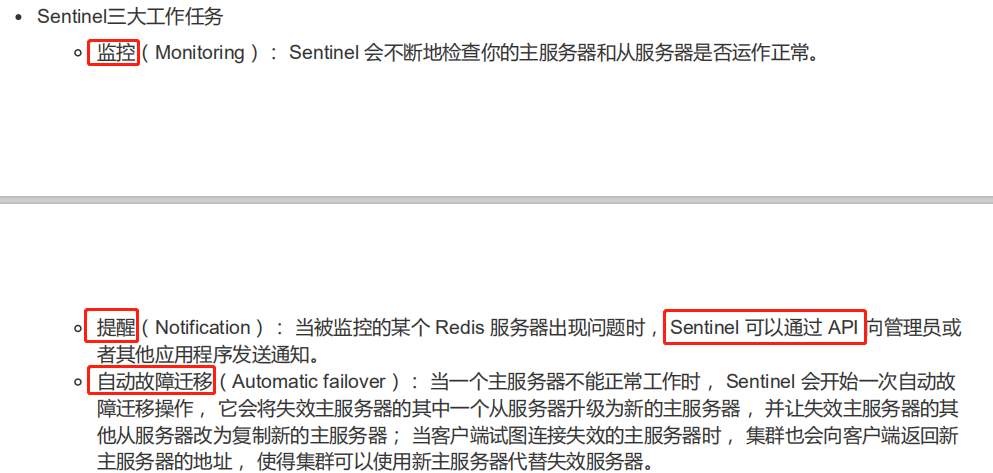 Sentinel三大工作任务
监控（ Monitoring ）： Sentinel 会不断地检查你的主服务器和从服务器是否运作正常。
提醒（ Notification ）： 当被监控的某个 Redis 服务器出现问题时，Sentinel 可以通过 API 向管理员或
者其他应用程序发送通知。
自动故障迁移（ Automatic failover ）： 当一个主服务器不能正常工作时 ， Sentinel 会开始一次自动故
障迁移操作 ， 它会将失效主服务器的其中一个从服务器升级为新的主服务器 ， 并让失效主服务器的其
他从服务器改为复制新的主服务器 ； 当客户端试图连接失效的主服务器时 ， 集群也会向客户端返回新
主服务器的地址 ， 使得集群可以使用新主服务器代替失效服务器。